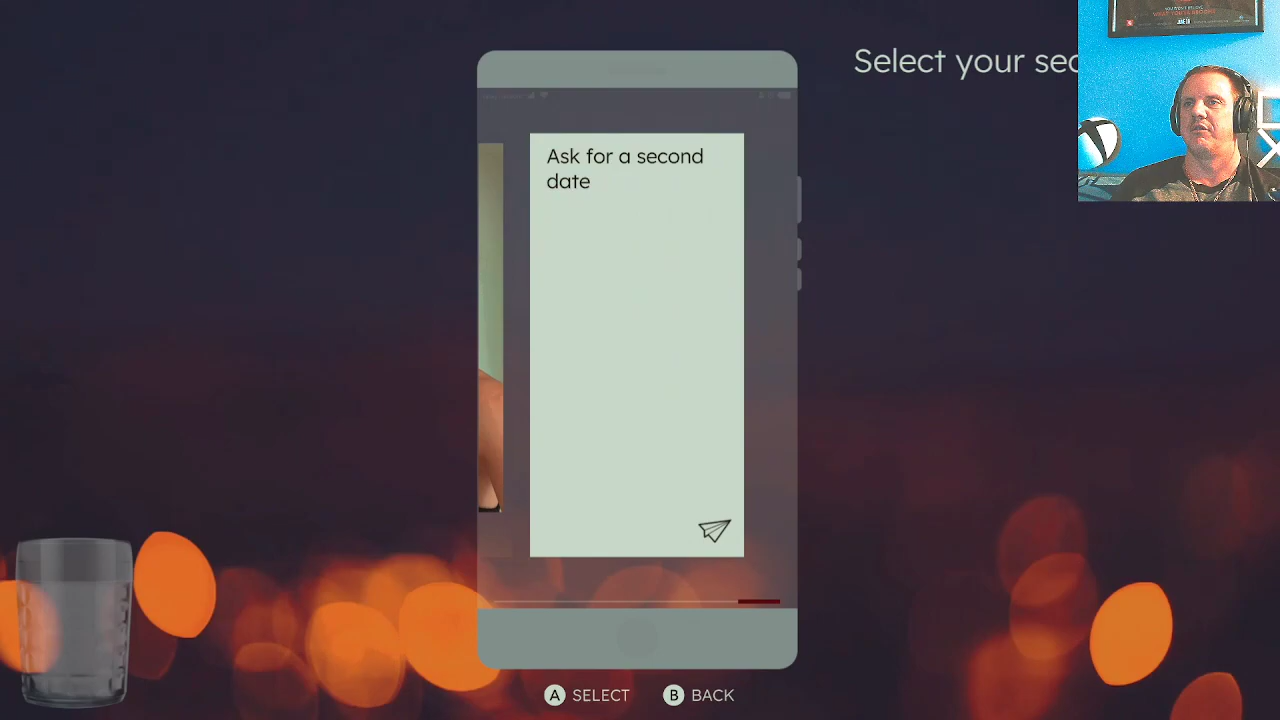 Select your sec
Ask for a second
date
A SELECT
B BACK